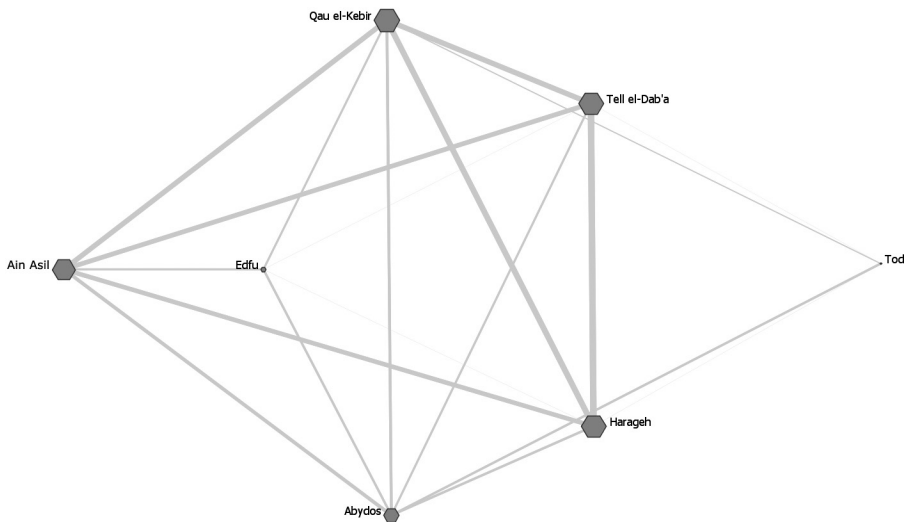 Qau el-Kebir
Tell el-Dab'a
Ain Asil
Edfu
Tod
Harageh
Abydos